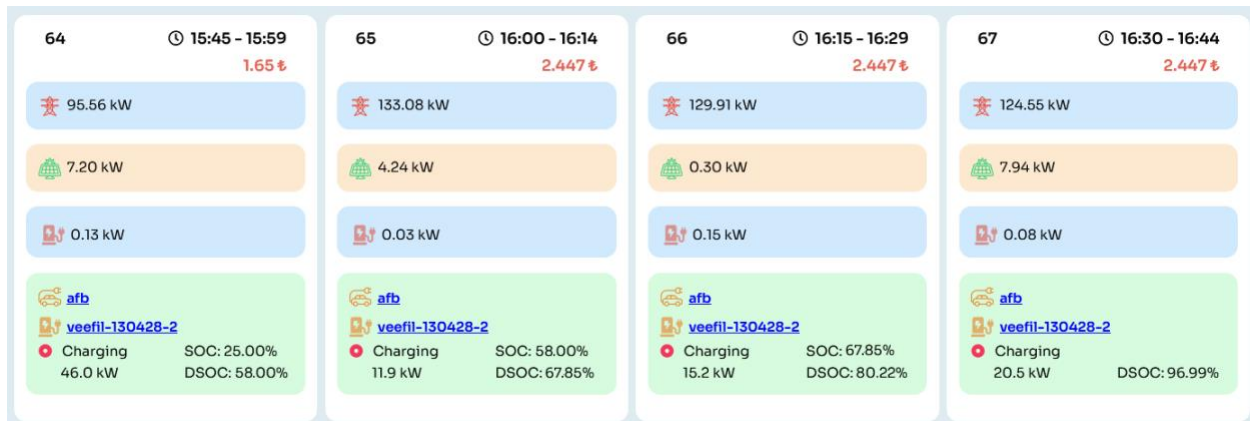 64 15:45 - 15:59
1.65 ₺
95.56 kW
7.20 kW
0.13 kW
afb
veefil-130428-2
Charging SOC: 25.00%
46.0 kW DSOC: 58.00%
65 16:00 - 16:14
2.447 ₺
133.08 kW
4.24 kW
0.03 kW
afb
veefil-130428-2
Charging SOC: 58.00%
11.9 kW DSOC: 67.85%
66 16:15 - 16:29
2.447 ₺
129.91 kW
0.30 kW
0.15 kW
afb
veefil-130428-2
Charging SOC: 67.85%
15.2 kW DSOC: 80.22%
67 16:30 - 16:44
2.447 ₺
124.55 kW
7.94 kW
0.08 kW
afb
veefil-130428-2
Charging
20.5 kW DSOC: 96.99%